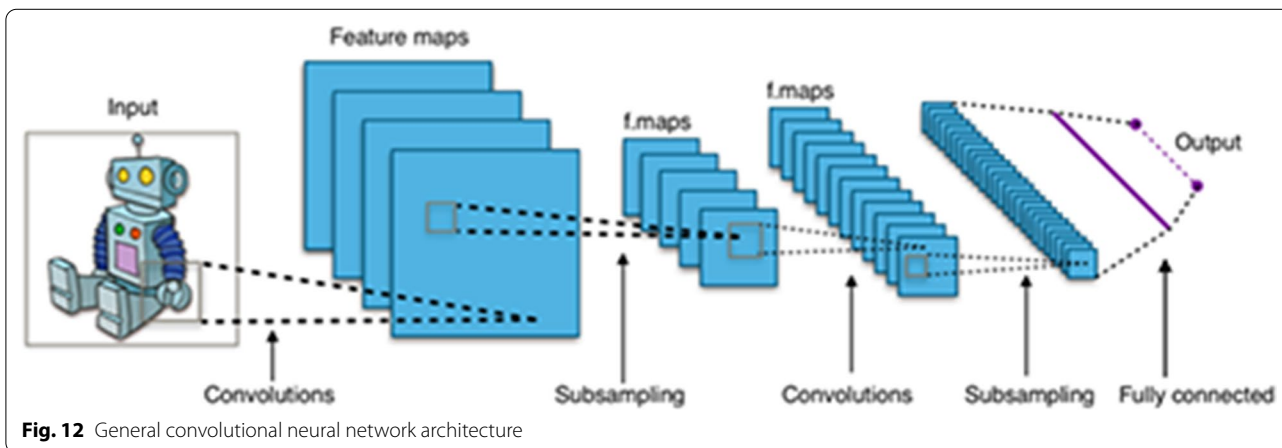 Feature maps
Input
f.maps
f.maps
Output
Convolutions
Subsampling
Convolutions
Subsampling
Fully connected
Fig. 12 General convolutional neural network architecture